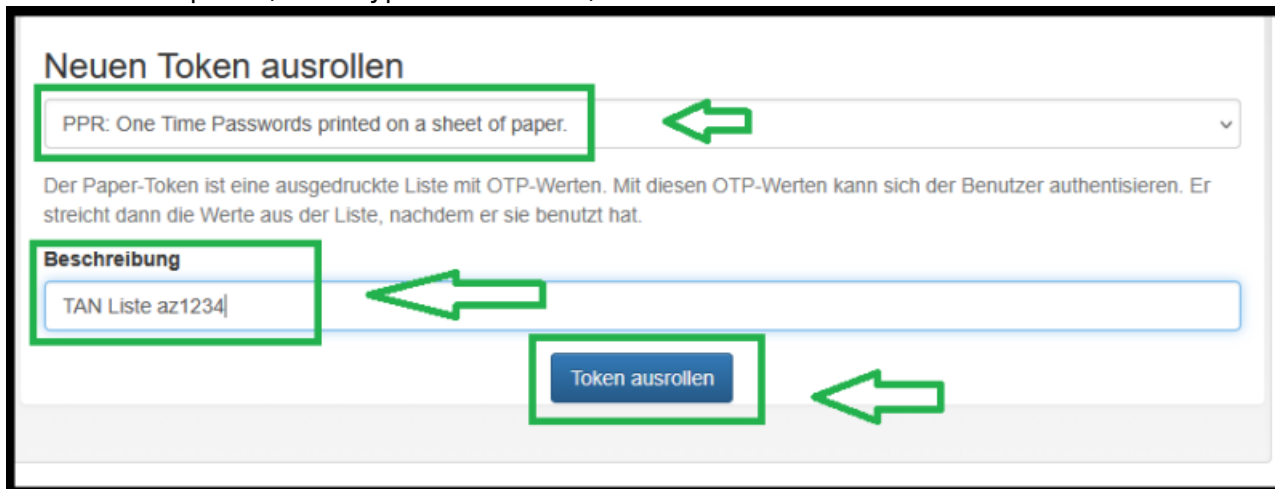 Neuen Token ausrollen
PPR: One Time Passwords printed on a sheet of paper.
Der Paper-Token ist eine ausgedruckte Liste mit OTP-Werten. Mit diesen OTP-Werten kann sich der Benutzer authentisieren. Er
streicht dann die Werte aus der Liste, nachdem er sie benutzt hat.
Beschreibung
TAN Liste az1234
Token ausrollen